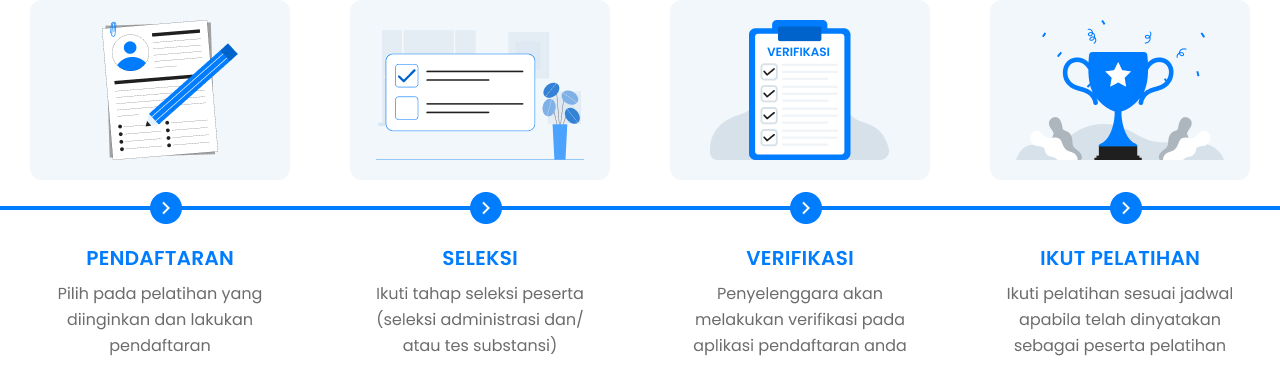 VERIFIKASI
PENDAFTARAN
Pilih pada pelatihan yang
diinginkan dan lakukan
pendaftaran
SELEKSI
Ikuti tahap seleksi peserta
(seleksi administrasi dan/
atau tes substansi)
VERIFIKASI
Penyelenggara akan
melakukan verifikasi pada
aplikasi pendaftaran anda
IKUT PELATIHAN
Ikuti pelatihan sesuai jadwal
apabila telah dinyatakan
sebagai peserta pelatihan